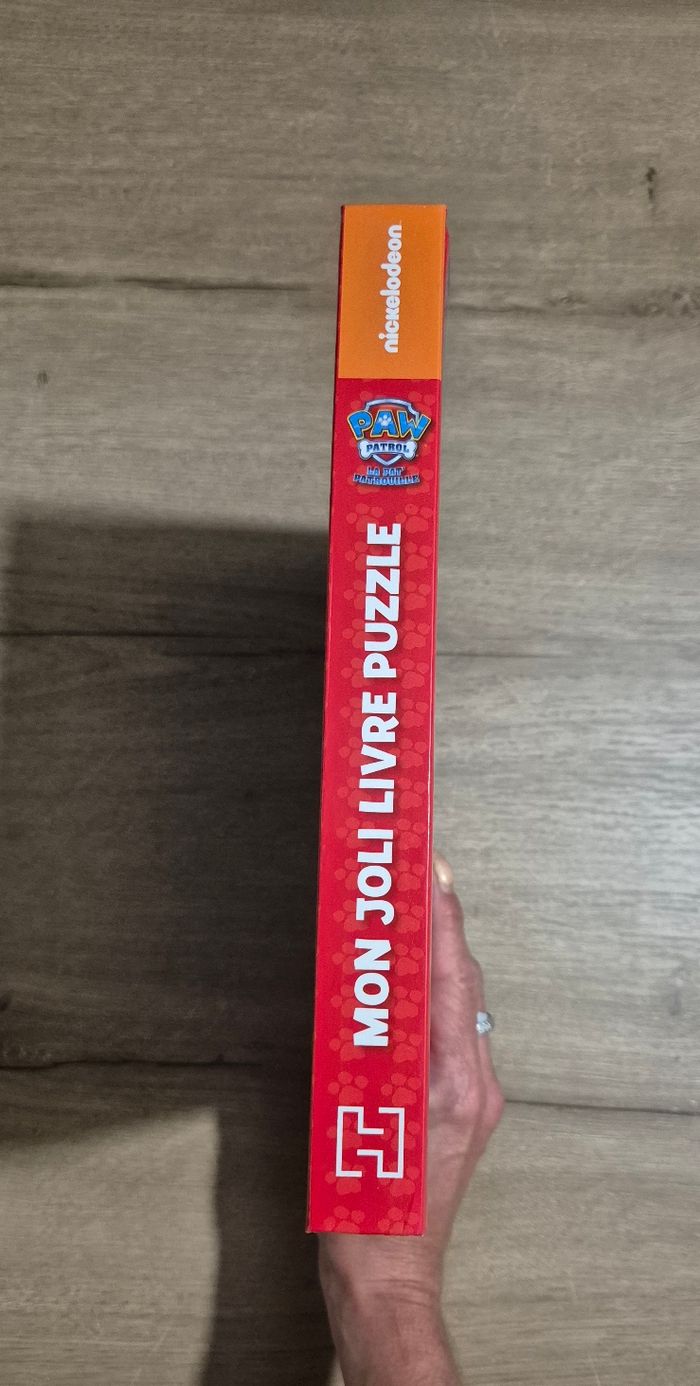 nickelodeon
PAW
PATROL
LA PAT'
PATROUILLE
MON JOLI LIVRE PUZZLE